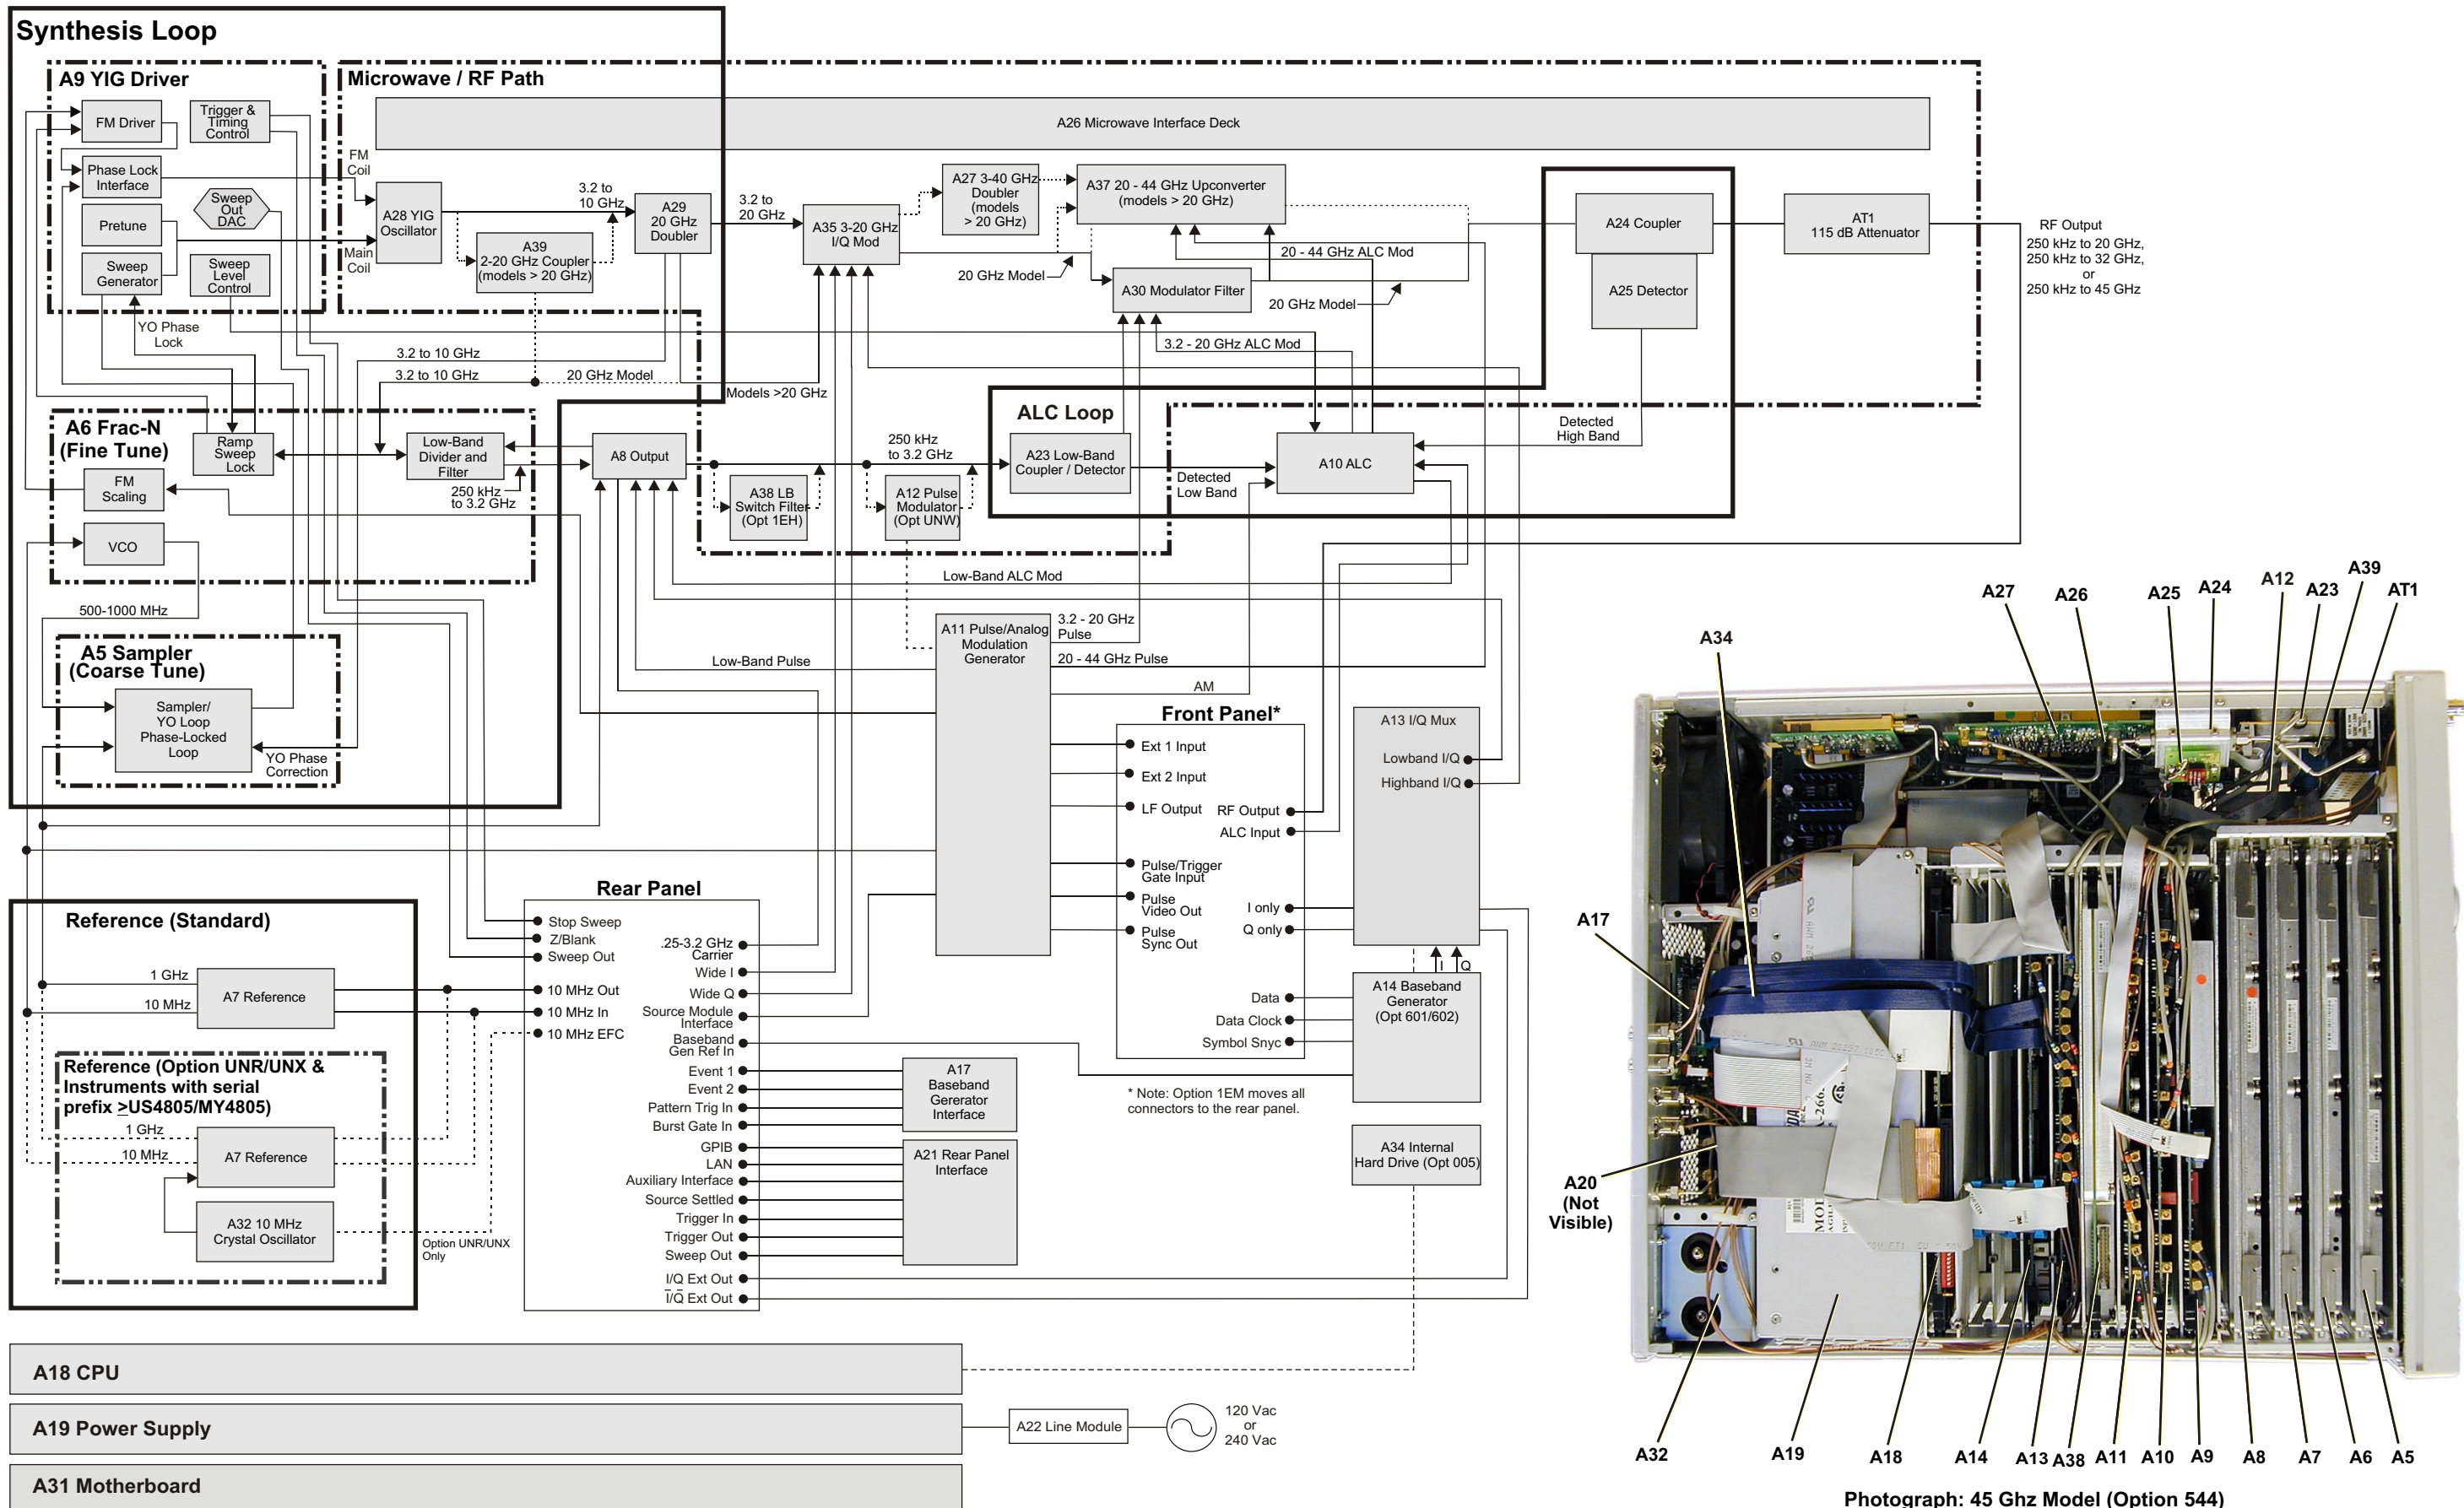 Synthesis Loop
A9 YIG Driver
FM Driver
Trigger &
Timing
Control
Phase Lock
Interface
Sweep
Out
DAC
Pretune
Sweep
Generator
Sweep
Level
Control
YO Phase
Lock
Microwave / RF Path
A26 Microwave Interface Deck
FM
Coil
Main
Coil
A28 YIG
Oscillator
3.2 to
10 GHz
A39
2-20 GHz Coupler
(models > 20 GHz)
A29
20 GHz
Doubler
3.2 to
20 GHz
A35 3-20 GHz
I/Q Mod
A27 3-40 GHz
Doubler
(models
> 20 GHz)
A37 20 - 44 GHz Upconverter
(models > 20 GHz)
20 GHz Model
20 - 44 GHz ALC Mod
A30 Modulator Filter
20 GHz Model
A24 Coupler
A25 Detector
AT1
115 dB Attenuator
RF Output
250 kHz to 20 GHz,
250 kHz to 32 GHz,
or
250 kHz to 45 GHz
3.2 to 10 GHz
3.2 to 10 GHz
20 GHz Model
Models >20 GHz
3.2 - 20 GHz ALC Mod
A6 Frac-N
(Fine Tune)
Ramp
Sweep
Lock
Low-Band
Divider and
Filter
FM
Scaling
VCO
250 kHz
to 3.2 GHz
A8 Output
A38 LB
Switch Filter
(Opt 1EH)
250 kHz
to 3.2 GHz
A12 Pulse
Modulator
(Opt UNW)
ALC Loop
A23 Low-Band
Coupler / Detector
Detected
Low Band
A10 ALC
Detected
High Band
Low-Band ALC Mod
500-1000 MHz
A5 Sampler
(Coarse Tune)
Sampler/
YO Loop
Phase-Locked
Loop
YO Phase
Correction
Low-Band Pulse
A11 Pulse/Analog
Modulation
Generator
3.2 - 20 GHz
Pulse
20 - 44 GHz Pulse
AM
Front Panel*
Ext 1 Input
Ext 2 Input
LF Output
RF Output
ALC Input
Pulse/Trigger
Gate Input
Pulse
Video Out
Pulse
Sync Out
I only
Q only
Data
Data Clock
Symbol Snyc
A13 I/Q Mux
Lowband I/Q
Highband I/Q
I
Q
A14 Baseband
Generator
(Opt 601/602)
* Note: Option 1EM moves all
connectors to the rear panel.
A34 Internal
Hard Drive (Opt 005)
Reference (Standard)
1 GHz
10 MHz
A7 Reference
Reference (Option UNR/UNX &
Instruments with serial
prefix >US4805/MY4805)
1 GHz
10 MHz
A7 Reference
A32 10 MHz
Crystal Oscillator
Option UNR/UNX
Only
Rear Panel
Stop Sweep
Z/Blank
Sweep Out
10 MHz Out
10 MHz In
10 MHz EFC
.25-3.2 GHz
Carrier
Wide I
Wide Q
Source Module
Interface
Baseband
Gen Ref In
Event 1
Event 2
Pattern Trig In
Burst Gate In
GPIB
LAN
Auxiliary Interface
Source Settled
Trigger In
Trigger Out
Sweep Out
I/Q Ext Out
I/Q Ext Out
A17
Baseband
Gererator
Interface
A21 Rear Panel
Interface
A18 CPU
A19 Power Supply
A22 Line Module
120 Vac
or
240 Vac
A31 Motherboard
A34
A27
A26
A25
A24
A12
A23
A39
AT1
A17
A20
(Not
Visible)
A32
A19
A18
A14
A13
A38
A11
A10
A9
A8
A7
A6
A5
Photograph: 45 Ghz Model (Option 544)